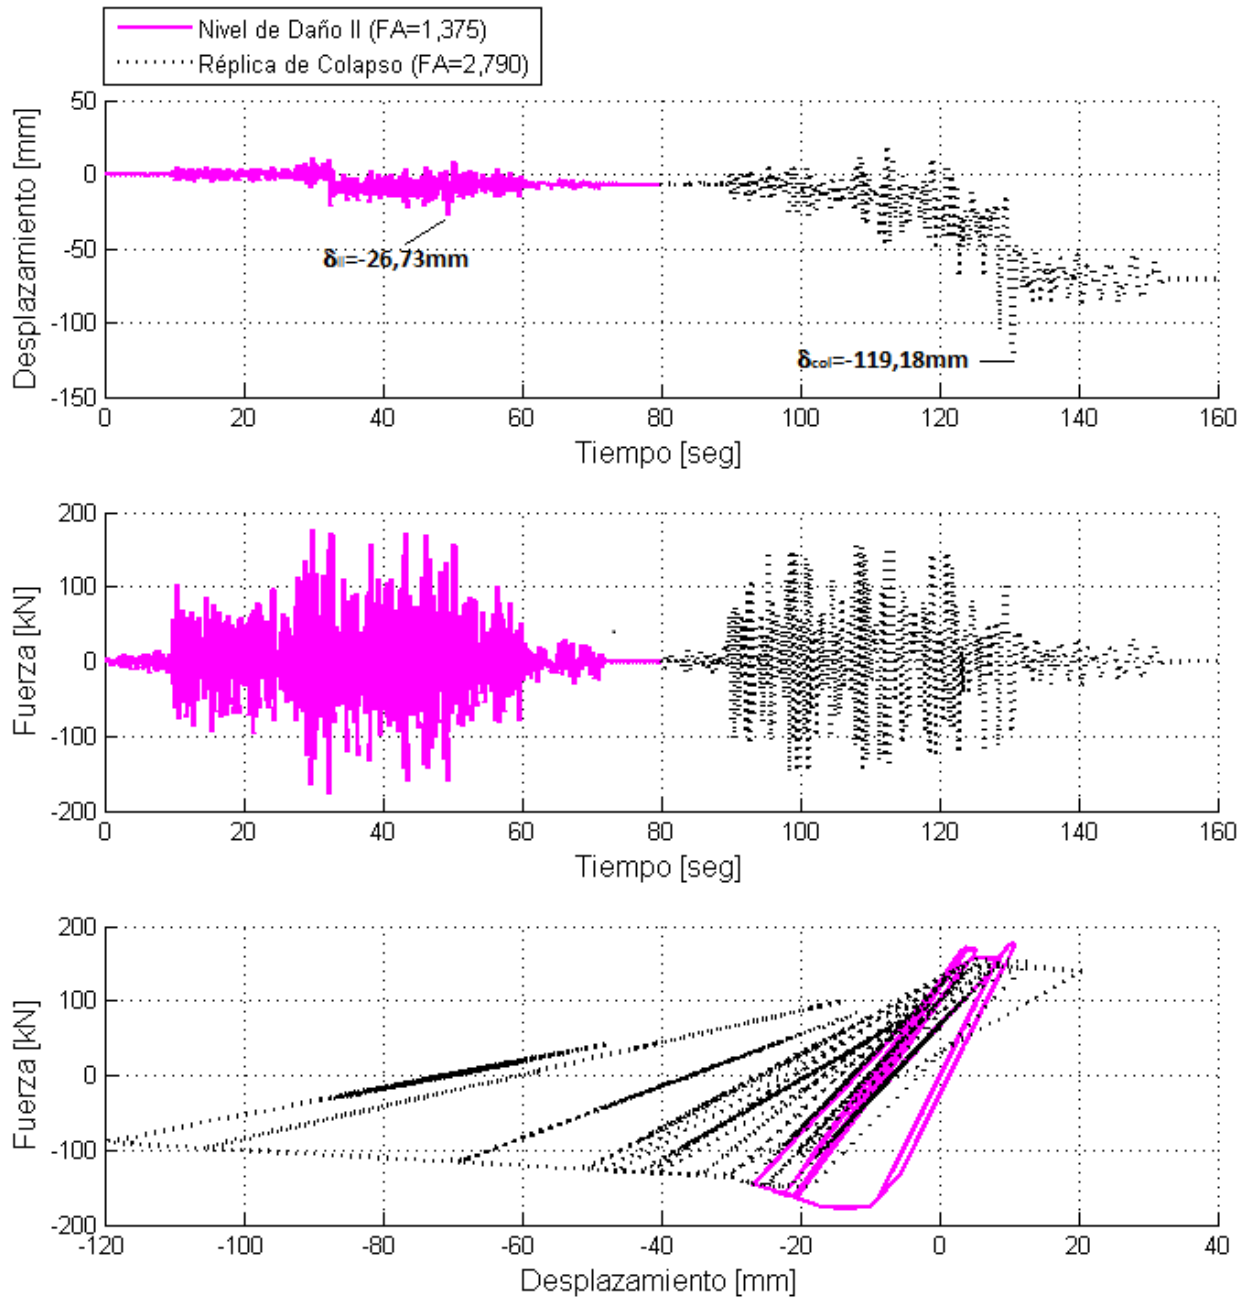 Nivel de Daño II (FA=1,375)
Réplica de Colapso (FA=2,790)
50
0
-50
-100
-150
Desplazamiento [mm]
δII=-26,73mm
δcol=-119,18mm
0 20 40 60 80 100 120 140 160
Tiempo [seg]
200
100
0
-100
-200
Fuerza [kN]
0 20 40 60 80 100 120 140 160
Tiempo [seg]
200
100
0
-100
-200
Fuerza [kN]
-120 -100 -80 -60 -40 -20 0 20 40
Desplazamiento [mm]